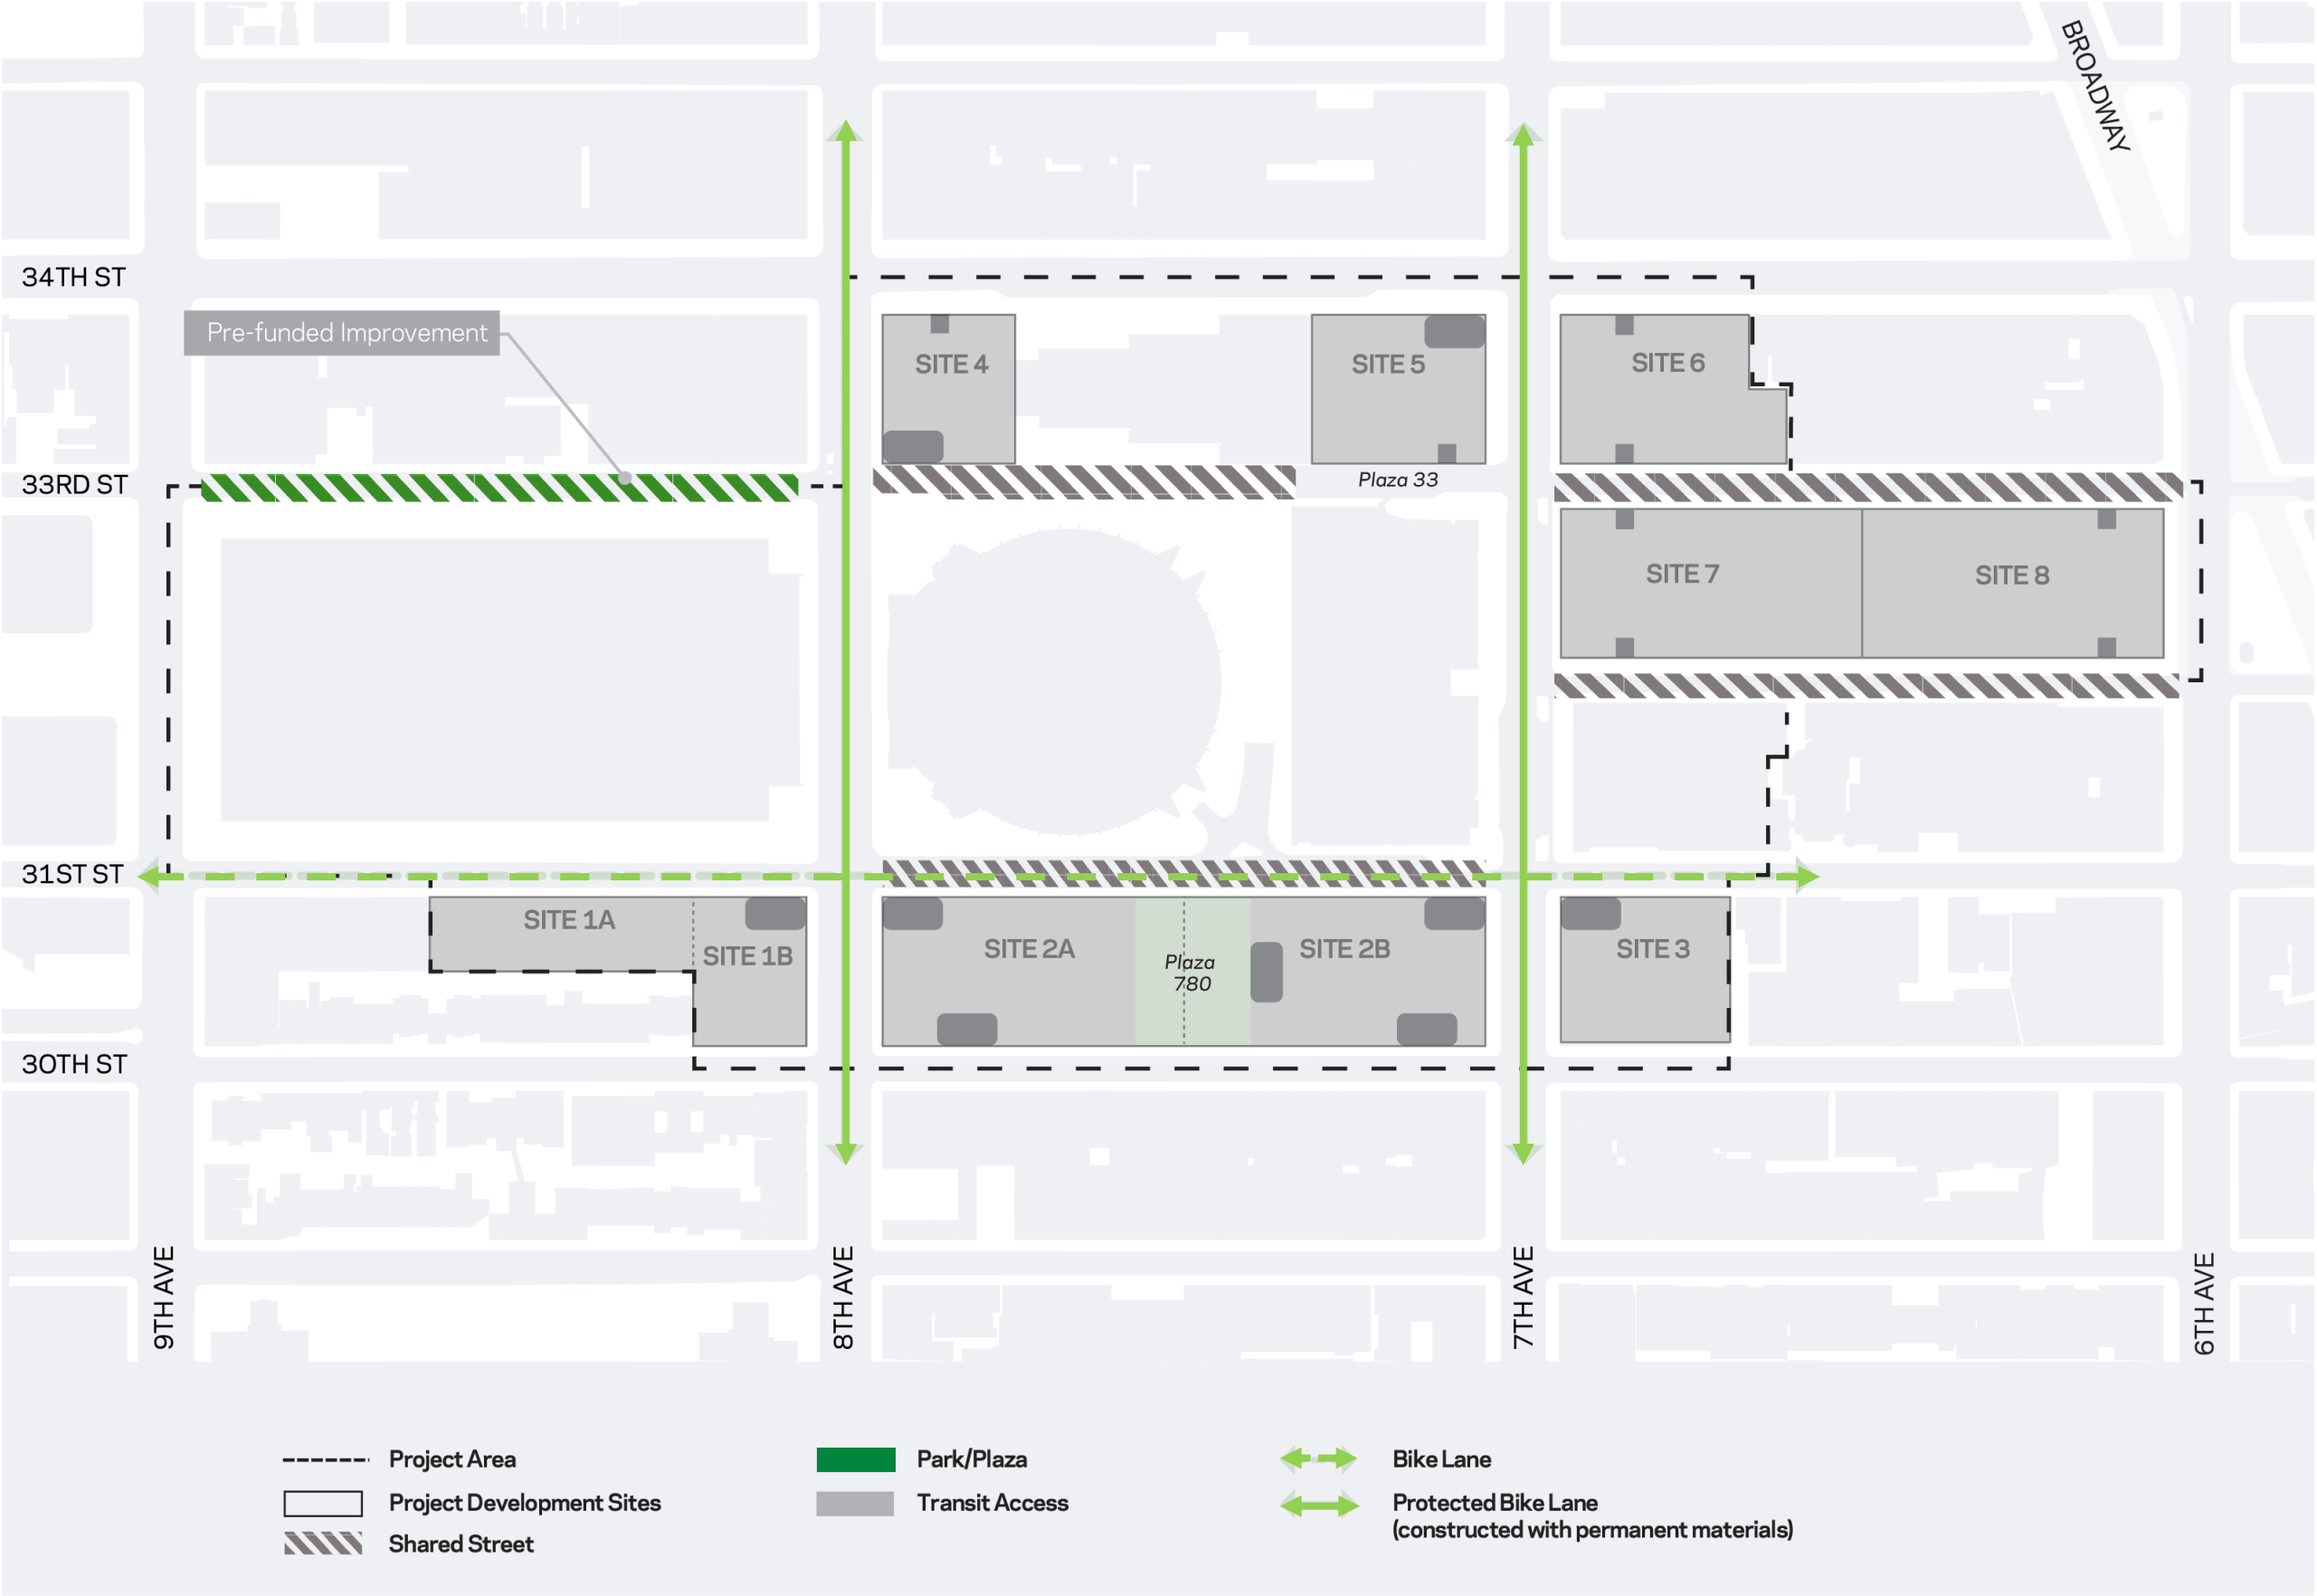 BROADWAY
34TH ST
Pre-funded Improvement
SITE 4
SITE 5
SITE 6
33RD ST
Plaza 33
SITE 7
SITE 8
31ST ST
SITE 1A
SITE 1B
SITE 2A
Plaza
780
SITE 2B
SITE 3
30TH ST
9TH AVE
8TH AVE
7TH AVE
6TH AVE
Project Area
Project Development Sites
Shared Street
Park/Plaza
Transit Access
Bike Lane
Protected Bike Lane
(constructed with permanent materials)